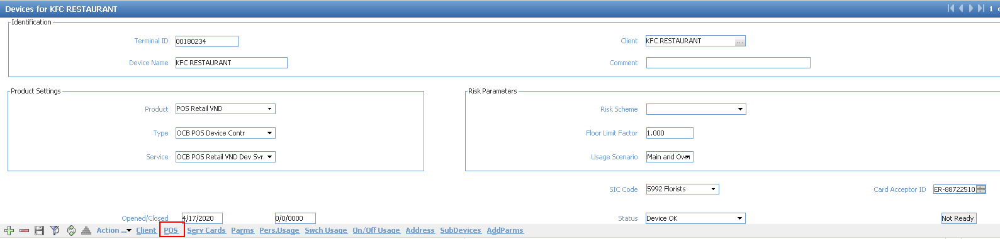 Devices for KFC RESTAURANT 1
Identification
Terminal ID 00180234 Client KFC RESTAURANT ...
Device Name KFC RESTAURANT Comment
Product Settings Risk Parameters
Product POS Retail VND Risk Scheme
Type OCB POS Device Contr Floor Limit Factor 1.000
Service OCB POS Retail VND Dev Svr Usage Scenario Main and Own
SIC Code 5992 Florists Card Acceptor ID ER-88722510
Opened/Closed 4/17/2020 0/0/0000 Status Device OK Not Ready
Action ... Client POS Serv Cards Parms Pers.Usage Swch Usage On/Off Usage Address SubDevices AddParms